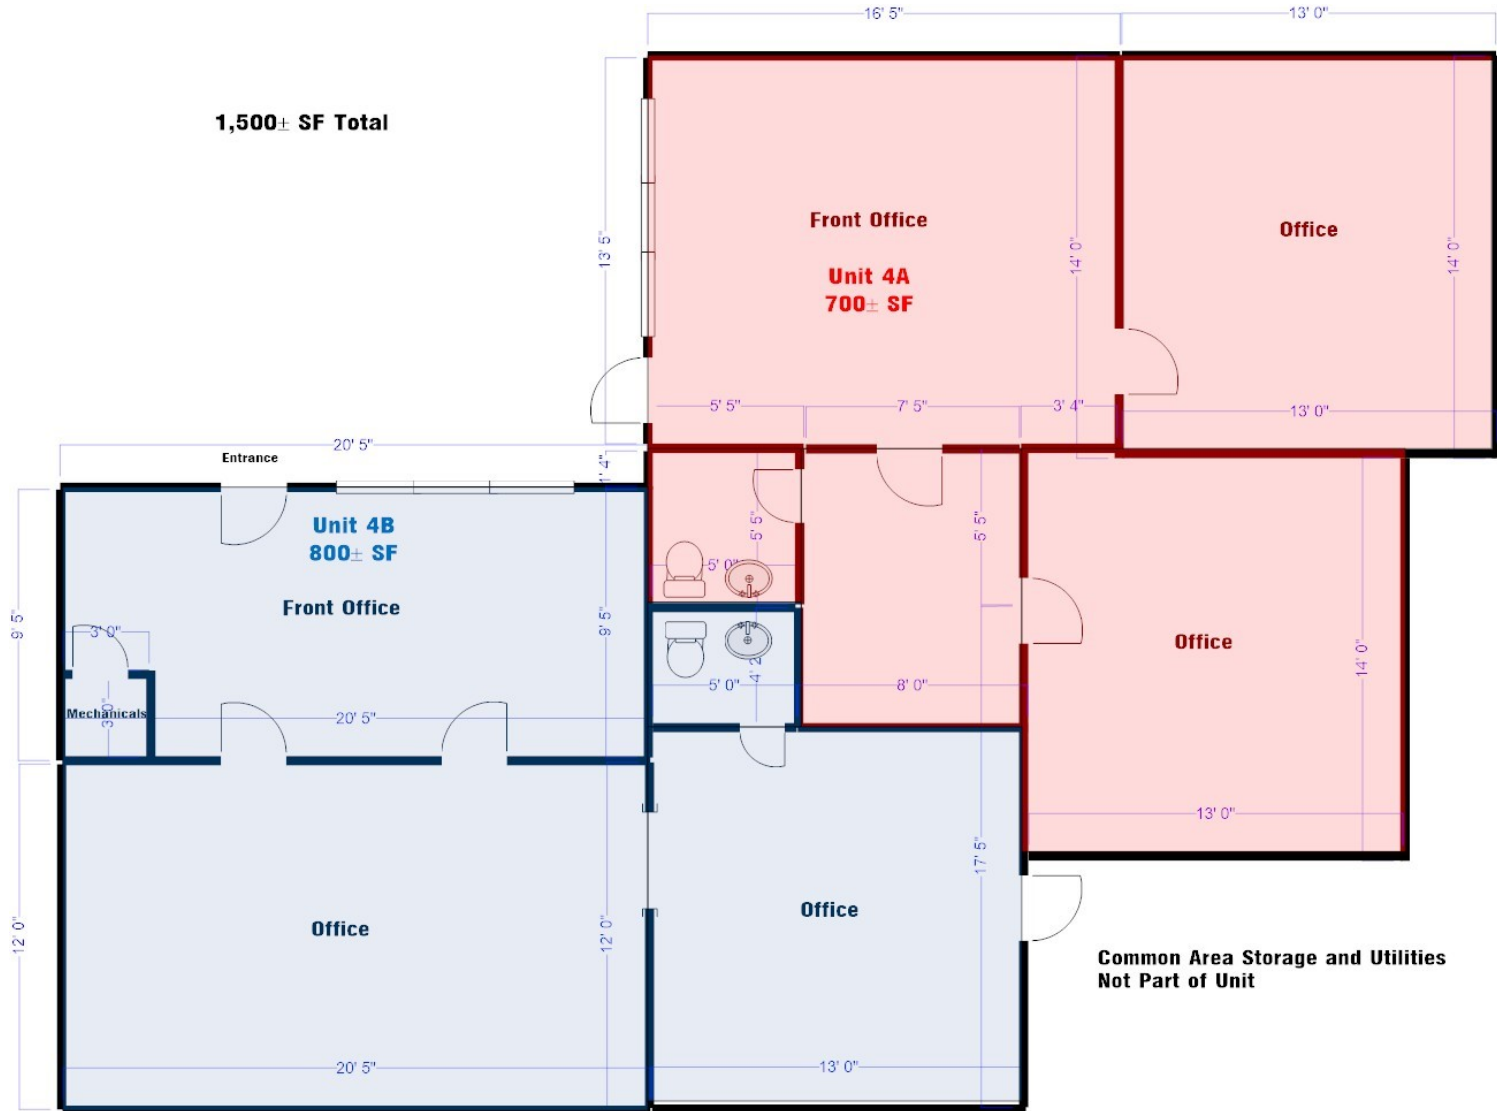 16' 5"
13' 0"
1,500± SF Total
Front Office
Office
13' 5"
14' 0"
14' 0"
Unit 4A
700± SF
5' 5"
7' 5"
3' 4"
13' 0"
20' 5"
Entrance
1' 4"
Unit 4B
800± SF
5' 5"
5' 5"
5' 0"
Front Office
9' 5"
9' 5"
3' 0"
Office
14' 0"
4' 2
5' 0"
8' 0"
Mechanicals
3' 0"
20' 5"
13' 0"
17' 5"
Office
Office
12' 0"
12' 0"
Common Area Storage and Utilities
Not Part of Unit
20' 5"
13' 0"